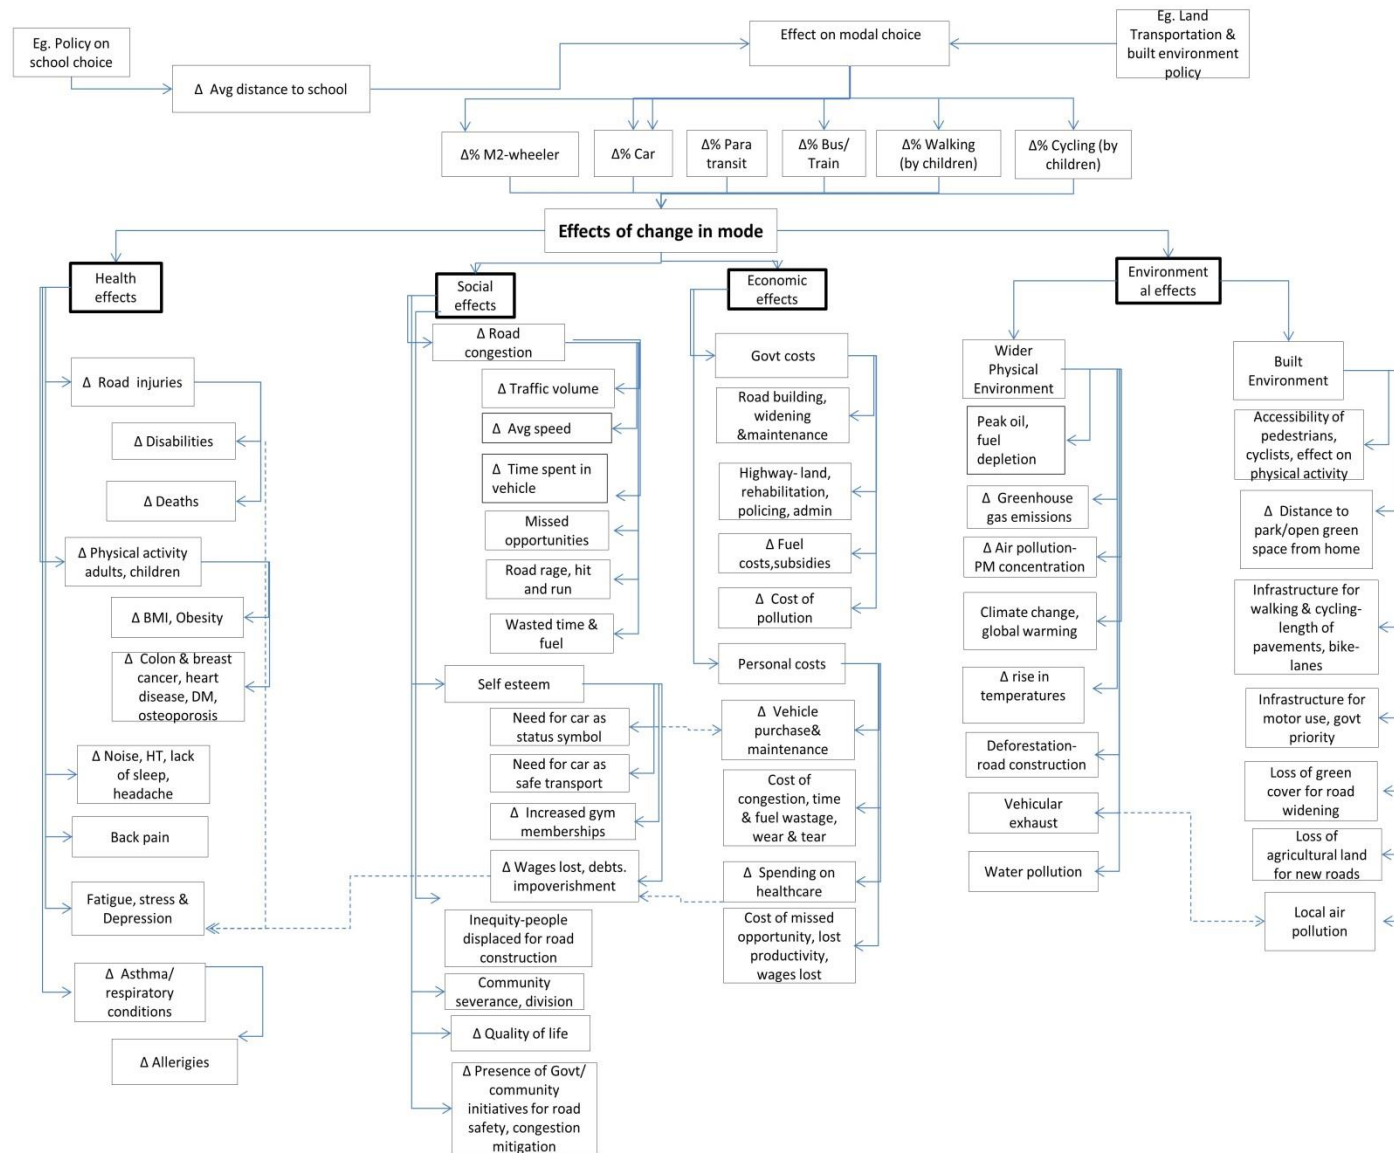 Eg. Policy on
school choice
Δ Avg distance to school
Effect on modal choice
Eg. Land
Transportation &
built environment
policy
Δ% M2-wheeler
Δ% Car
Δ% Para
transit
Δ% Bus/
Train
Δ% Walking
(by children)
Δ% Cycling (by
children)
Effects of change in mode
Health
effects
Δ Road injuries
Δ Disabilities
Δ Deaths
Δ Physical activity
adults, children
Δ BMI, Obesity
Δ Colon & breast
cancer, heart
disease, DM,
osteoporosis
Δ Noise, HT, lack
of sleep,
headache
Back pain
Fatigue, stress &
Depression
Δ Asthma/
respiratory
conditions
Δ Allerigies
Social
effects
Δ Road
congestion
Δ Traffic volume
Δ Avg speed
Δ Time spent in
vehicle
Missed
opportunities
Road rage, hit
and run
Wasted time &
fuel
Self esteem
Need for car as
status symbol
Need for car as
safe transport
Δ Increased gym
memberships
Δ Wages lost, debts.
impoverishment
Inequity-people
displaced for road
construction
Community
severance, division
Δ Quality of life
Δ Presence of Govt/
community
initiatives for road
safety, congestion
mitigation
Economic
effects
Govt costs
Road building,
widening
&maintenance
Highway- land,
rehabilitation,
policing, admin
Δ Fuel
costs,subsidies
Δ Cost of
pollution
Personal costs
Δ Vehicle
purchase&
maintenance
Cost of
congestion, time
& fuel wastage,
wear & tear
Δ Spending on
healthcare
Cost of missed
opportunity, lost
productivity,
wages lost
Environment
al effects
Wider
Physical
Environment
Peak oil,
fuel
depletion
Δ Greenhouse
gas emissions
Δ Air pollution-
PM concentration
Climate change,
global warming
Δ rise in
temperatures
Deforestation-
road construction
Vehicular
exhaust
Water pollution
Built
Environment
Accessibility of
pedestrians,
cyclists, effect on
physical activity
Δ Distance to
park/open green
space from home
Infrastructure for
walking & cycling-
length of
pavements, bike-
lanes
Infrastructure for
motor use, govt
priority
Loss of green
cover for road
widening
Loss of
agricultural land
for new roads
Local air
pollution